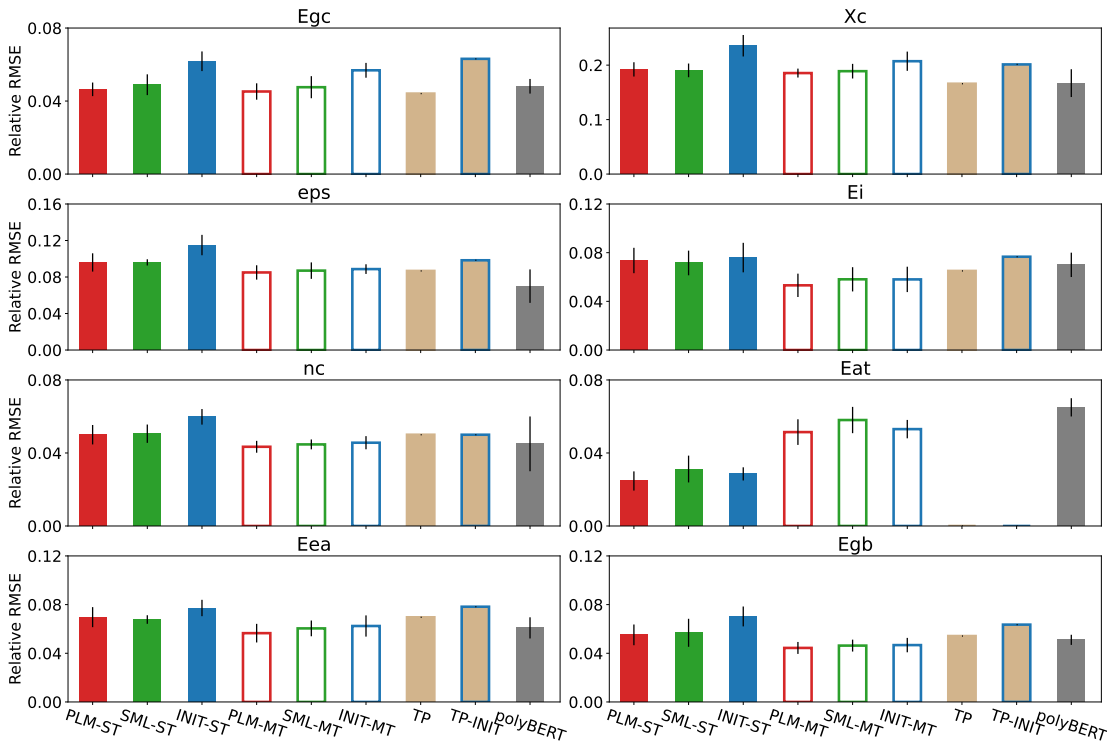 Egc
Relative RMSE
0.08
0.04
0.00
Xc
0.2
0.1
0.0
eps
Relative RMSE
0.16
0.12
0.08
0.04
0.00
Ei
0.12
0.08
0.04
0.00
nc
Relative RMSE
0.08
0.04
0.00
Eat
0.08
0.04
0.00
Eea
Relative RMSE
0.12
0.08
0.04
0.00
PLM-ST
SML-ST
INIT-ST
PLM-MT
SML-MT
INIT-MT
TP
TP-INIT
polyBERT
Egb
0.12
0.08
0.04
0.00
PLM-ST
SML-ST
INIT-ST
PLM-MT
SML-MT
INIT-MT
TP
TP-INIT
polyBERT